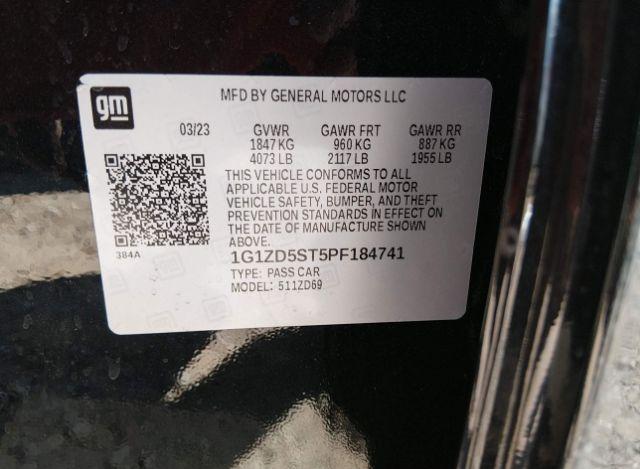 gm
MFD BY GENERAL MOTORS LLC
03/23 GVWR GAWR FRT GAWR RR
1847 KG 960 KG 887 KG
4073 LB 2117 LB 1955 LB
THIS VEHICLE CONFORMS TO ALL
APPLICABLE U.S. FEDERAL MOTOR
VEHICLE SAFETY, BUMPER, AND THEFT
PREVENTION STANDARDS IN EFFECT ON
THE DATE OF MANUFACTURE SHOWN
ABOVE.
384A
1G1ZD5ST5PF184741
TYPE: PASS CAR
MODEL: 511ZD69